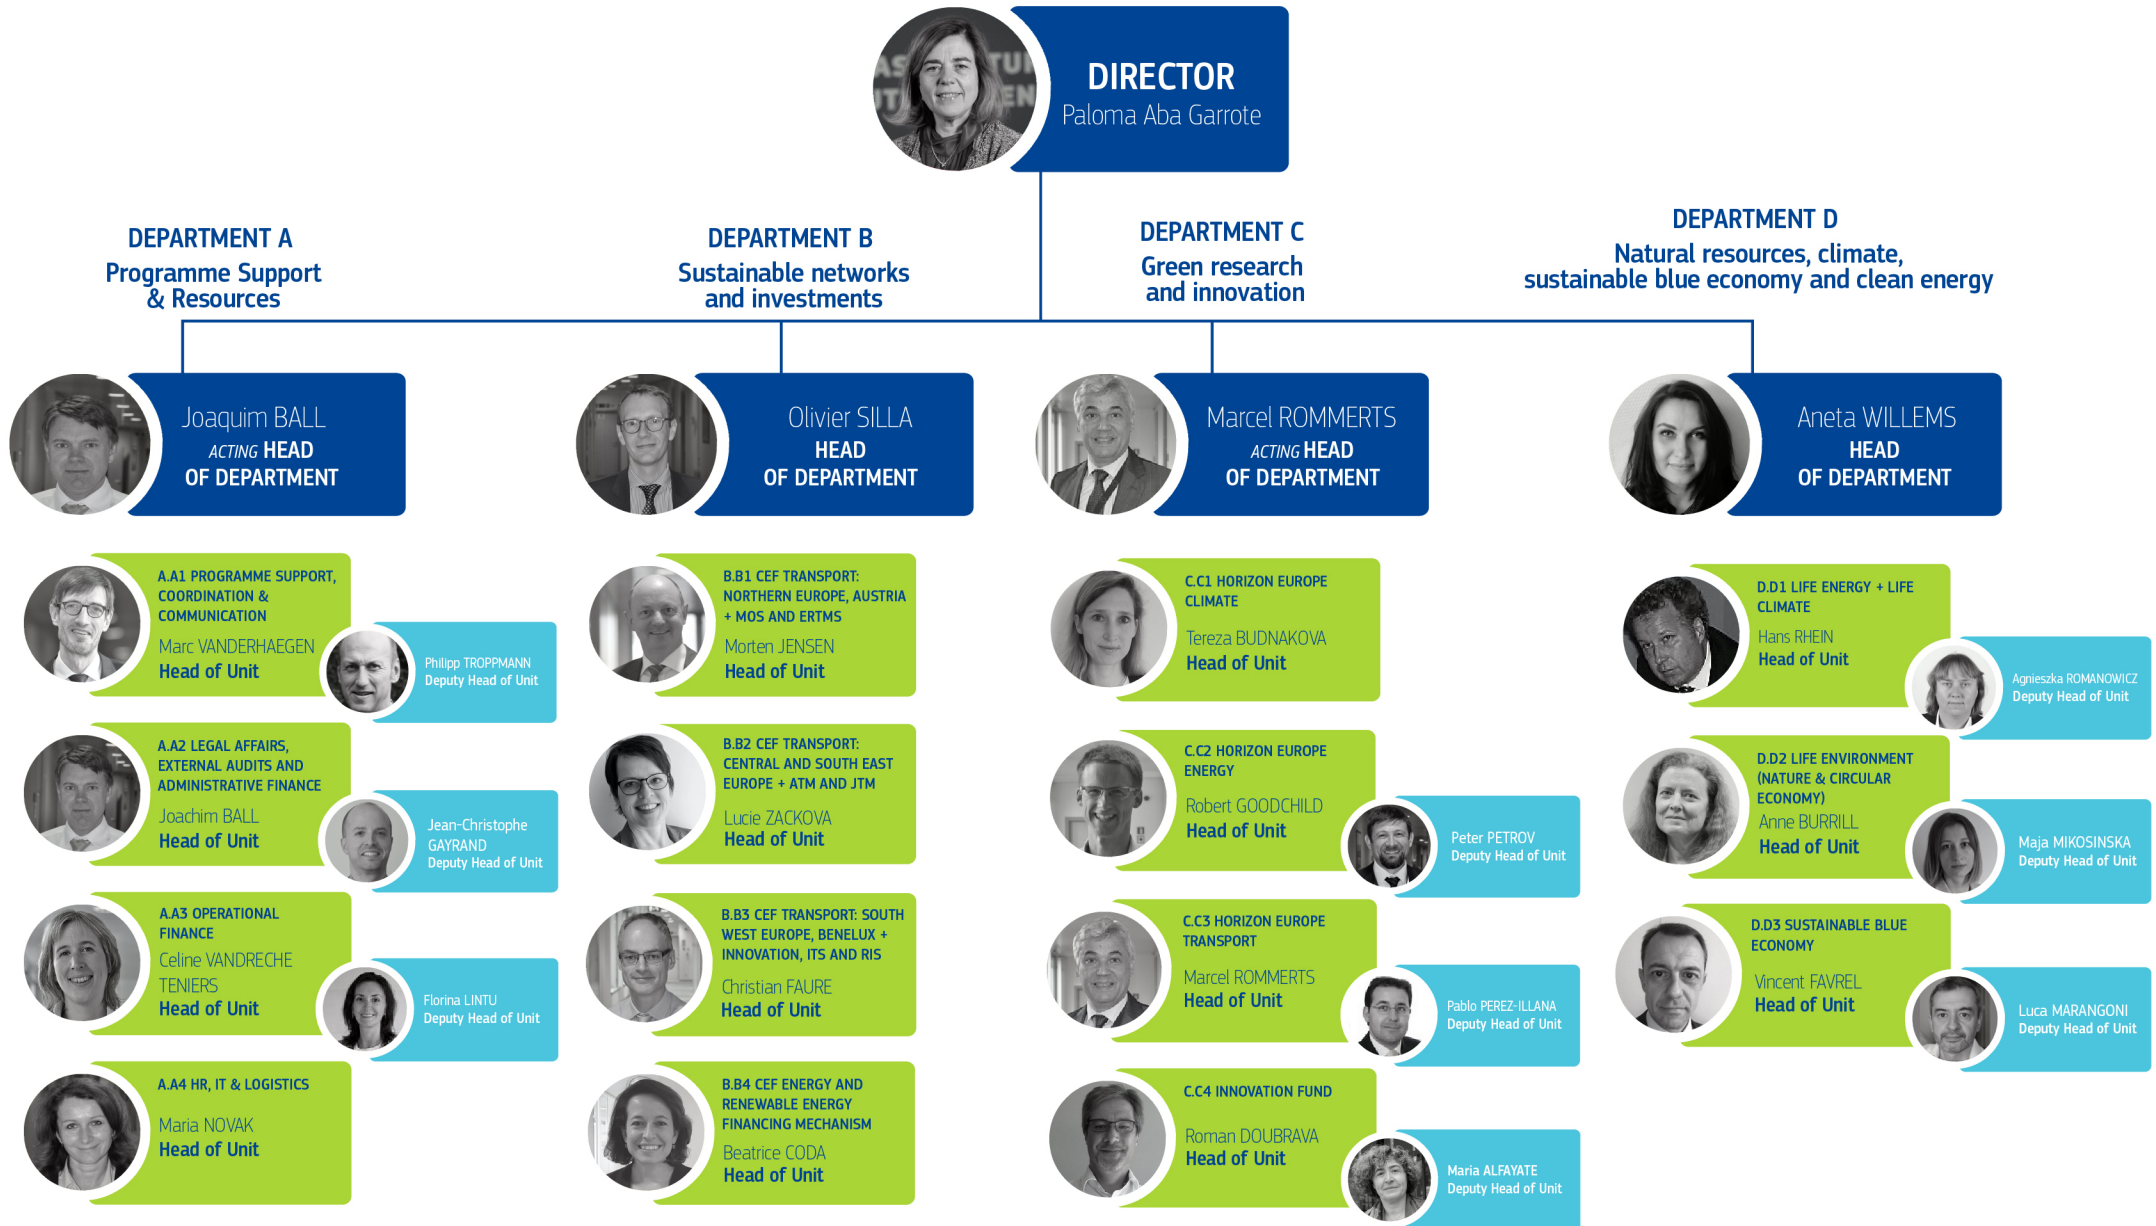 DIRECTOR
Paloma Aba Garrote
DEPARTMENT A
Programme Support
& Resources
DEPARTMENT B
Sustainable networks
and investments
DEPARTMENT C
Green research
and innovation
DEPARTMENT D
Natural resources, climate,
sustainable blue economy and clean energy
Joaquim BALL
ACTING HEAD
OF DEPARTMENT
Olivier SILLA
HEAD
OF DEPARTMENT
Marcel ROMMERTS
ACTING HEAD
OF DEPARTMENT
Aneta WILLEMS
HEAD
OF DEPARTMENT
A.A1 PROGRAMME SUPPORT,
COORDINATION &
COMMUNICATION
Marc VANDERHAEGEN
Head of Unit
Philipp TROPPMANN
Deputy Head of Unit
A.A2 LEGAL AFFAIRS,
EXTERNAL AUDITS AND
ADMINISTRATIVE FINANCE
Joachim BALL
Head of Unit
Jean-Christophe
GAYRAND
Deputy Head of Unit
A.A3 OPERATIONAL
FINANCE
Celine VANDRECHE
TENIERS
Head of Unit
Florina LINTU
Deputy Head of Unit
A.A4 HR, IT & LOGISTICS
Maria NOVAK
Head of Unit
B.B1 CEF TRANSPORT:
NORTHERN EUROPE, AUSTRIA
+ MOS AND ERTMS
Morten JENSEN
Head of Unit
B.B2 CEF TRANSPORT:
CENTRAL AND SOUTH EAST
EUROPE + ATM AND JTM
Lucie ZACKOVA
Head of Unit
B.B3 CEF TRANSPORT: SOUTH
WEST EUROPE, BENELUX +
INNOVATION, ITS AND RIS
Christian FAURE
Head of Unit
B.B4 CEF ENERGY AND
RENEWABLE ENERGY
FINANCING MECHANISM
Beatrice CODA
Head of Unit
C.C1 HORIZON EUROPE
CLIMATE
Tereza BUDNAKOVA
Head of Unit
C.C2 HORIZON EUROPE
ENERGY
Robert GOODCHILD
Head of Unit
Peter PETROV
Deputy Head of Unit
C.C3 HORIZON EUROPE
TRANSPORT
Marcel ROMMERTS
Head of Unit
Pablo PEREZ-ILLANA
Deputy Head of Unit
C.C4 INNOVATION FUND
Roman DOUBRAVA
Head of Unit
Maria ALFAYATE
Deputy Head of Unit
D.D1 LIFE ENERGY + LIFE
CLIMATE
Hans RHEIN
Head of Unit
Agnieszka ROMANOWICZ
Deputy Head of Unit
D.D2 LIFE ENVIRONMENT
(NATURE & CIRCULAR
ECONOMY)
Anne BURRILL
Head of Unit
Maja MIKOSINSKA
Deputy Head of Unit
D.D3 SUSTAINABLE BLUE
ECONOMY
Vincent FAVREL
Head of Unit
Luca MARANGONI
Deputy Head of Unit